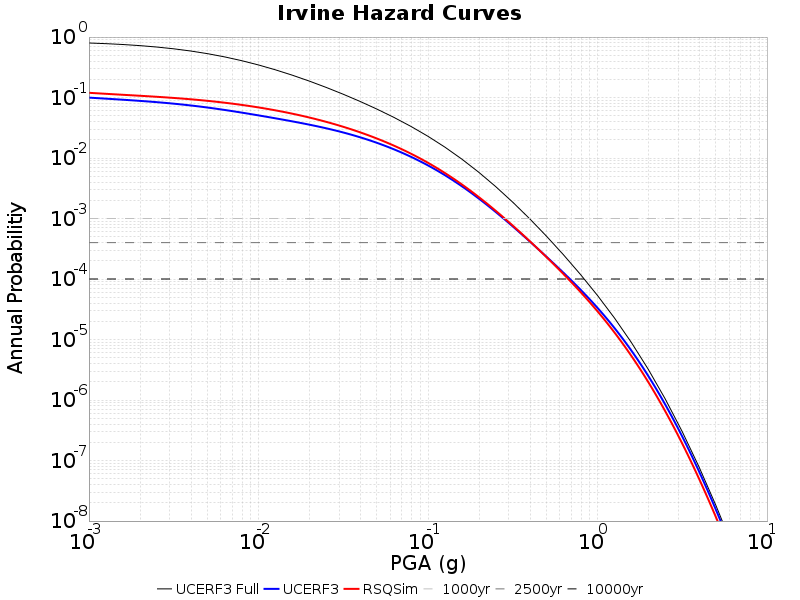 Irvine Hazard Curves
Annual Probabilitiy
10^0
10^-1
10^-2
10^-3
10^-4
10^-5
10^-6
10^-7
10^-8
10^-3 10^-2 10^-1 10^0 10^1
PGA (g)
UCERF3 Full UCERF3 RSQSim 1000yr 2500yr 10000yr